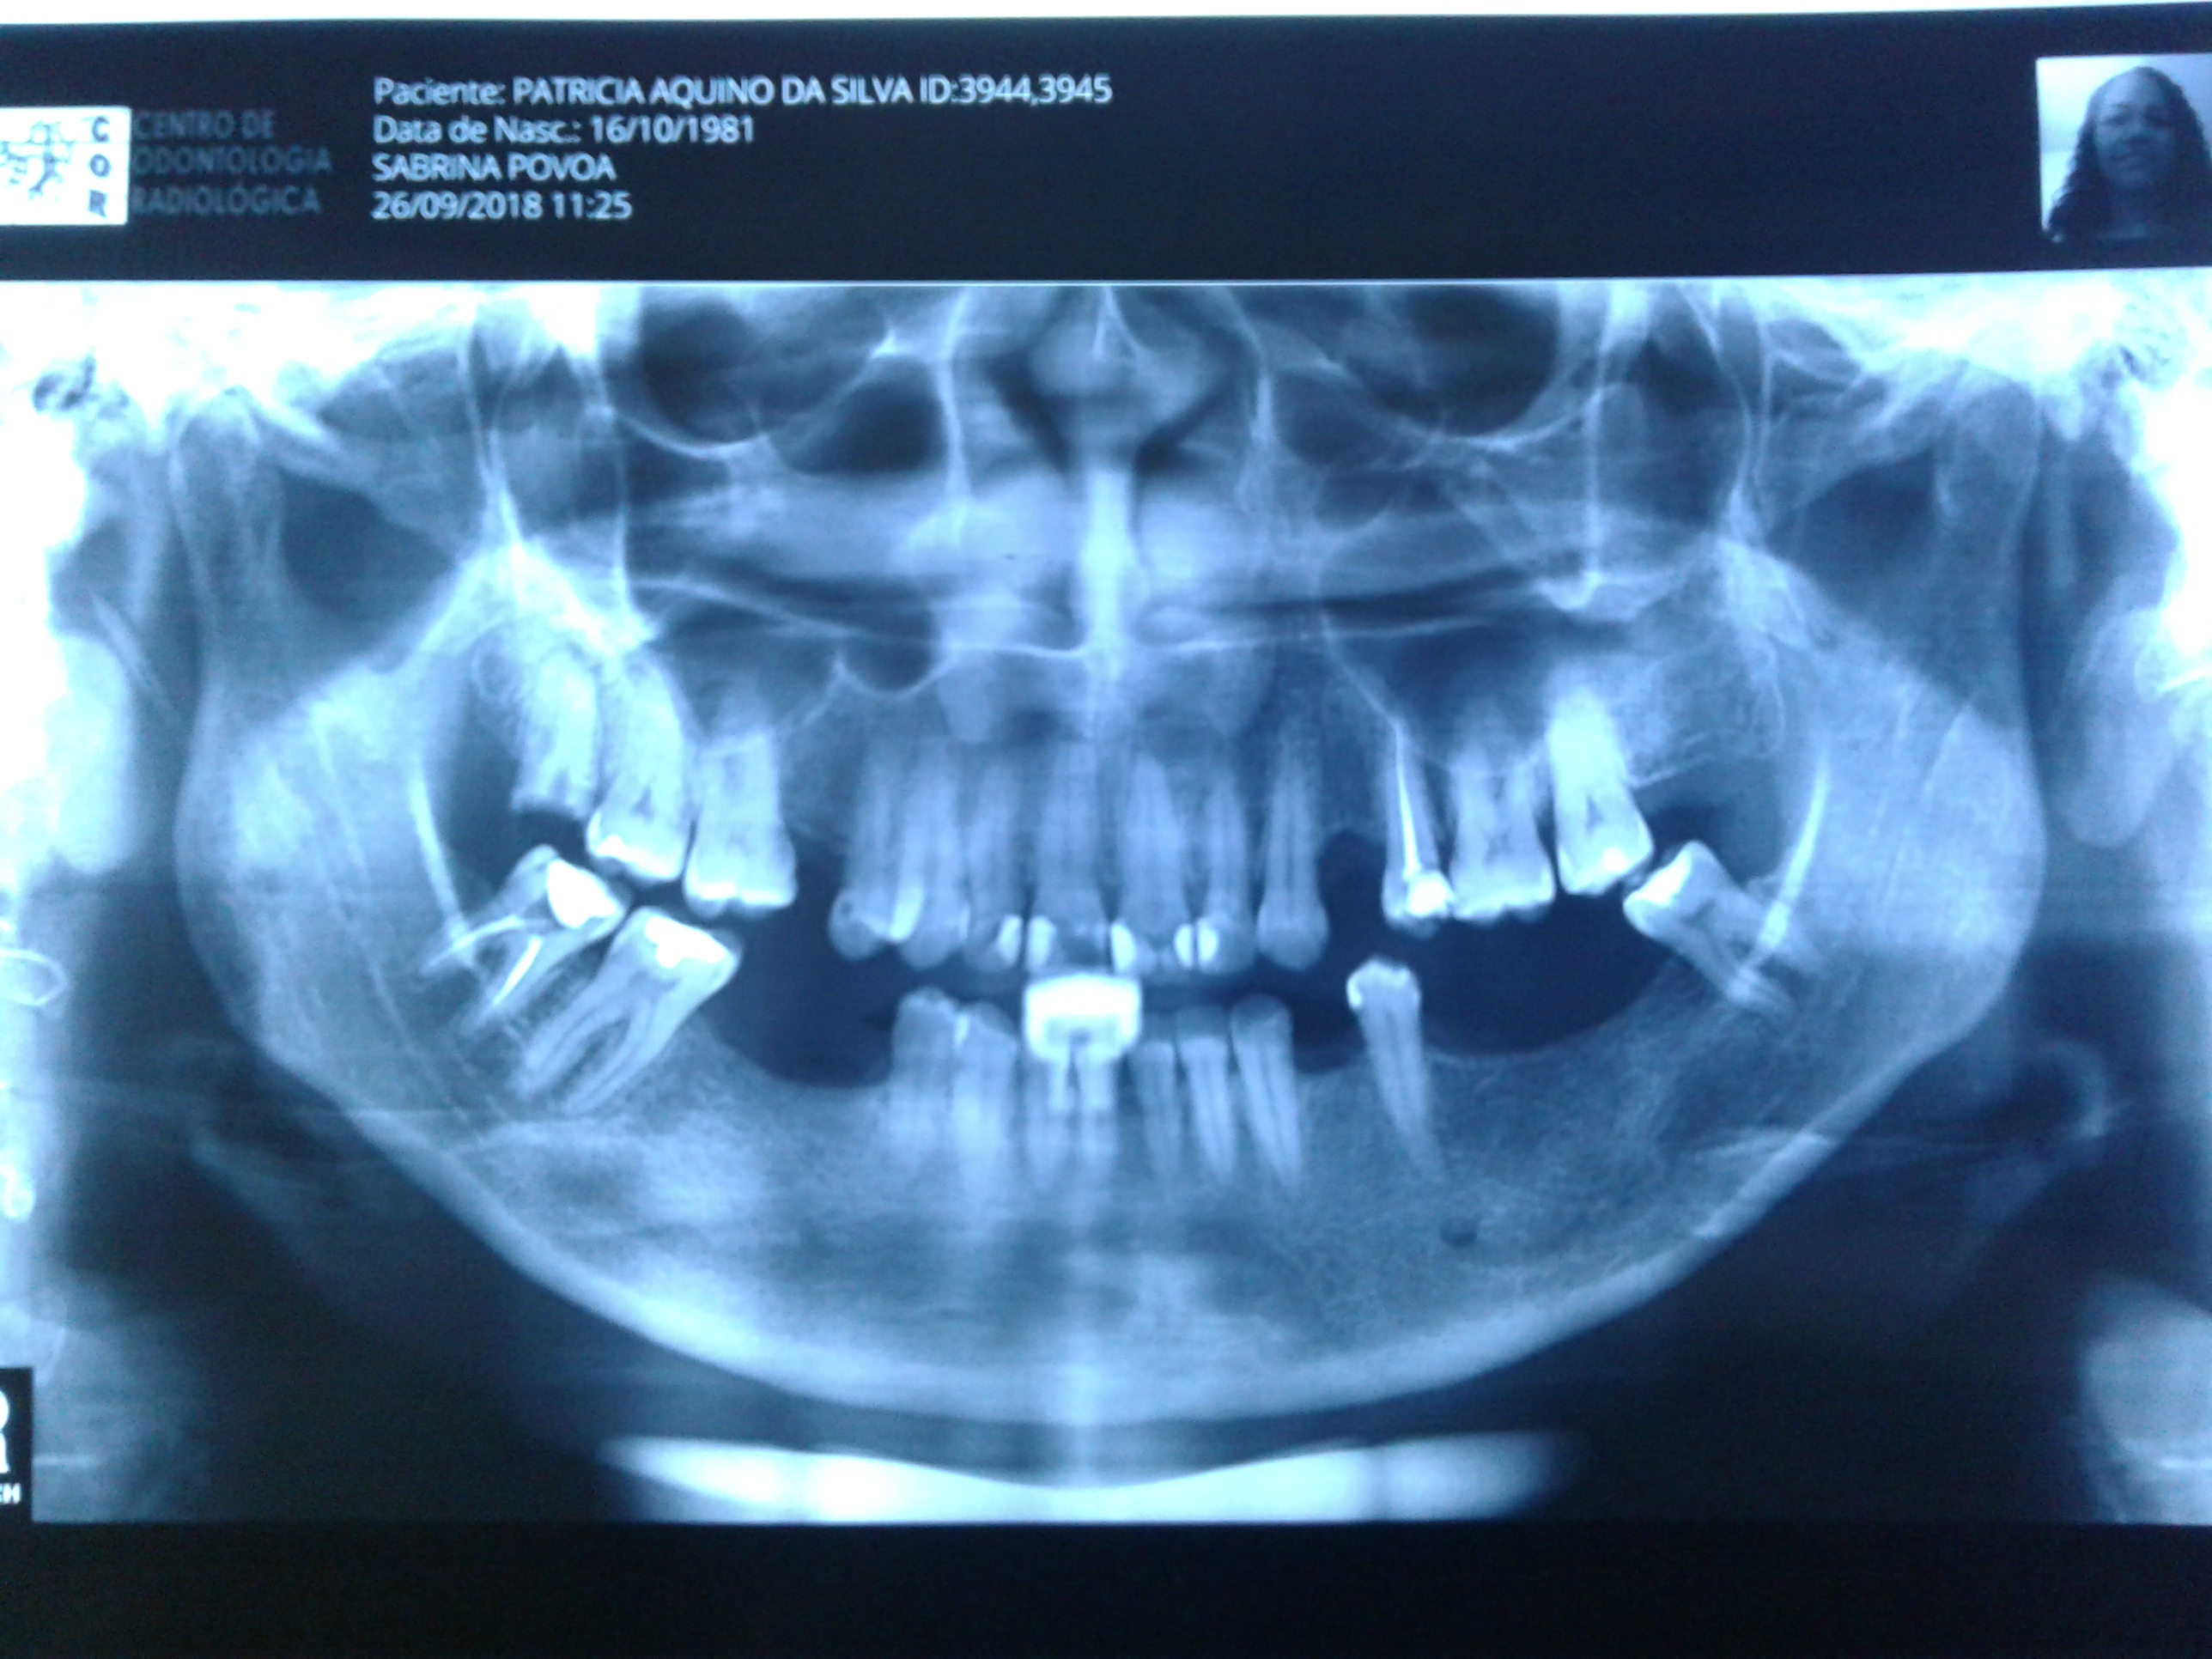 C CENTRO DE
O ODONTOLOGIA
R RADIOLÓGICA
Paciente: PATRICIA AQUINO DA SILVA ID:3944,3945
Data de Nasc.: 16/10/1981
SABRINA POVOA
26/09/2018 11:25
R